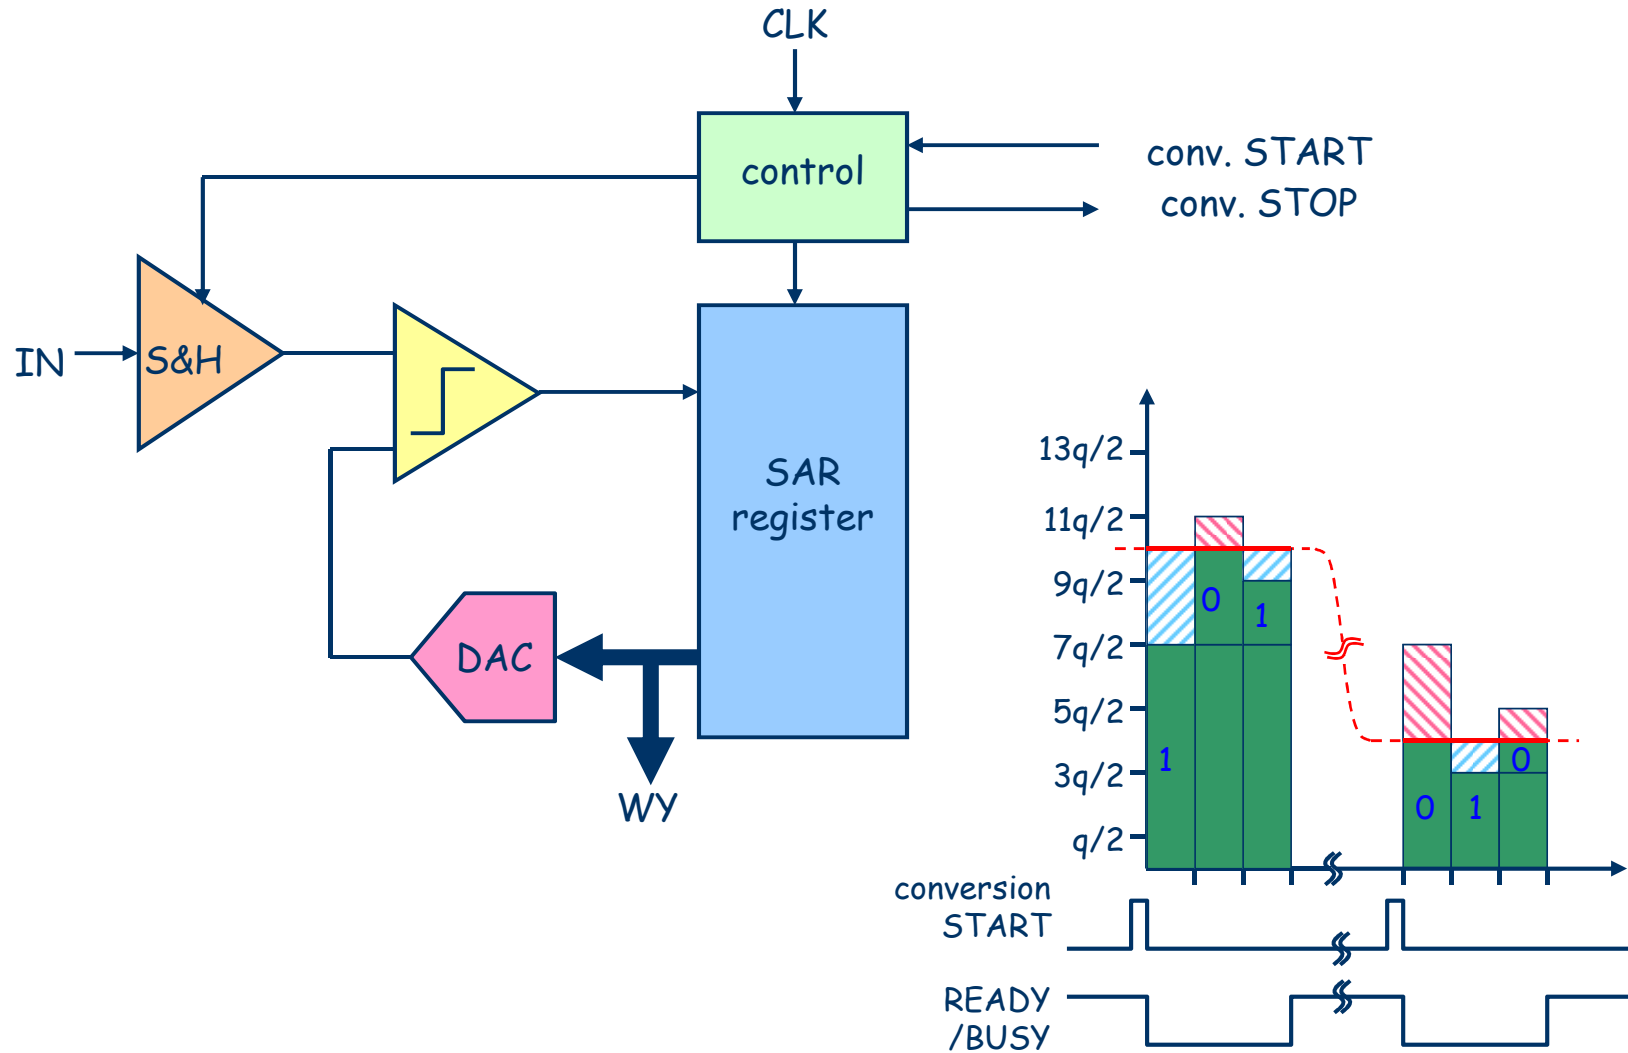 CLK
control
conv. START
conv. STOP
IN
S&H
SAR
register
DAC
WY
13q/2
11q/2
9q/2
7q/2
5q/2
3q/2
q/2
1
0
1
0
1
0
conversion
START
READY
/BUSY